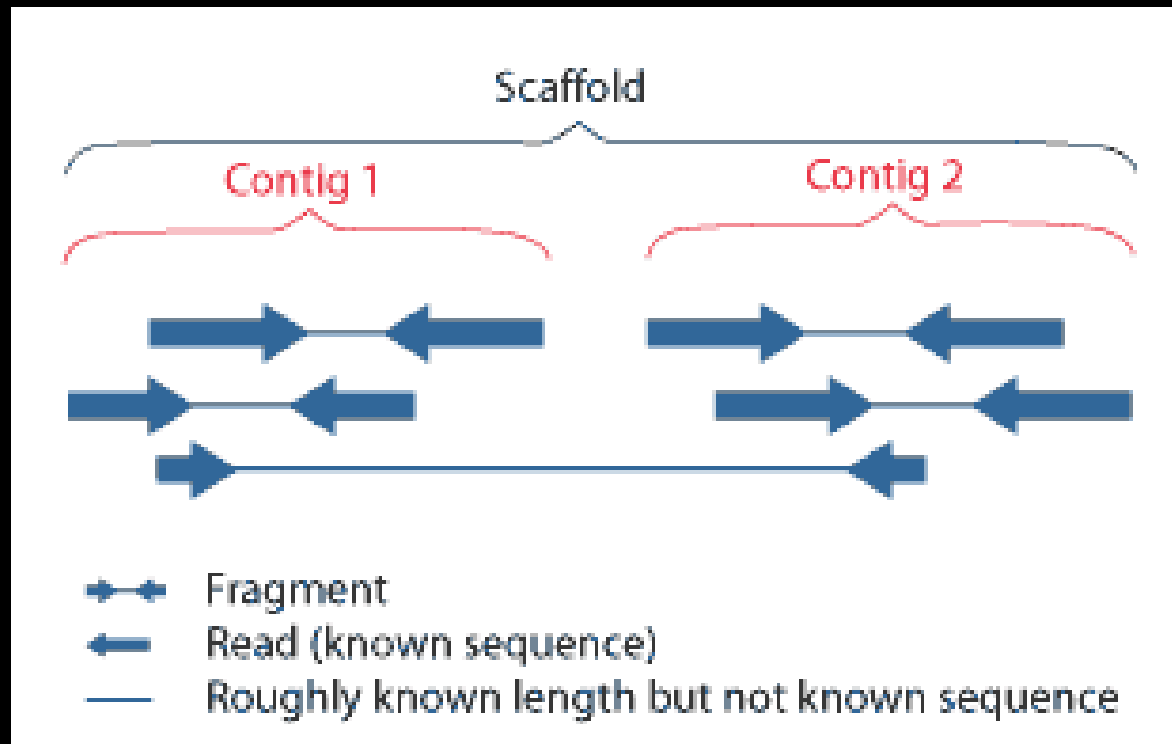 Scaffold
Contig 1
Contig 2
Fragment
Read (known sequence)
Roughly known length but not known sequence